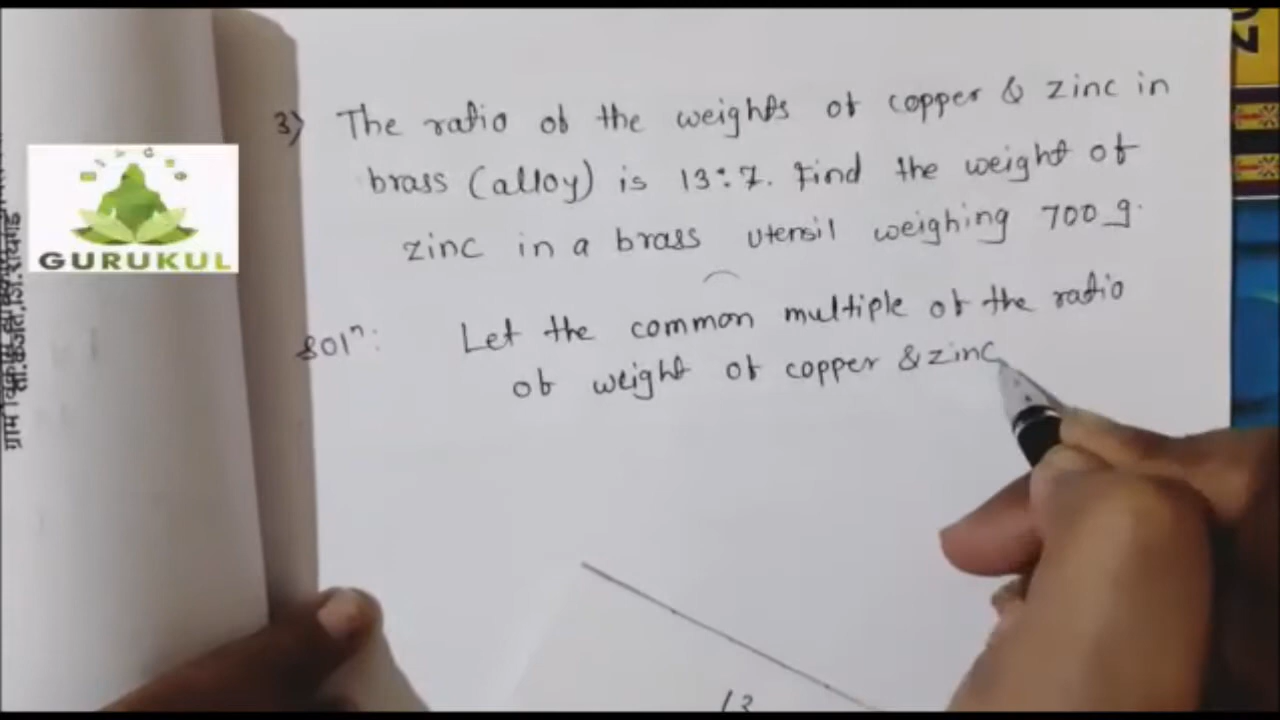 3) The ratio of the weights of copper & zinc in
brass (alloy) is 13:7. Find the weight of
zinc in a brass utensil weighing 700 g.
Solⁿ: Let the common multiple of the ratio
of weight of copper & zinc
GURUKUL
13